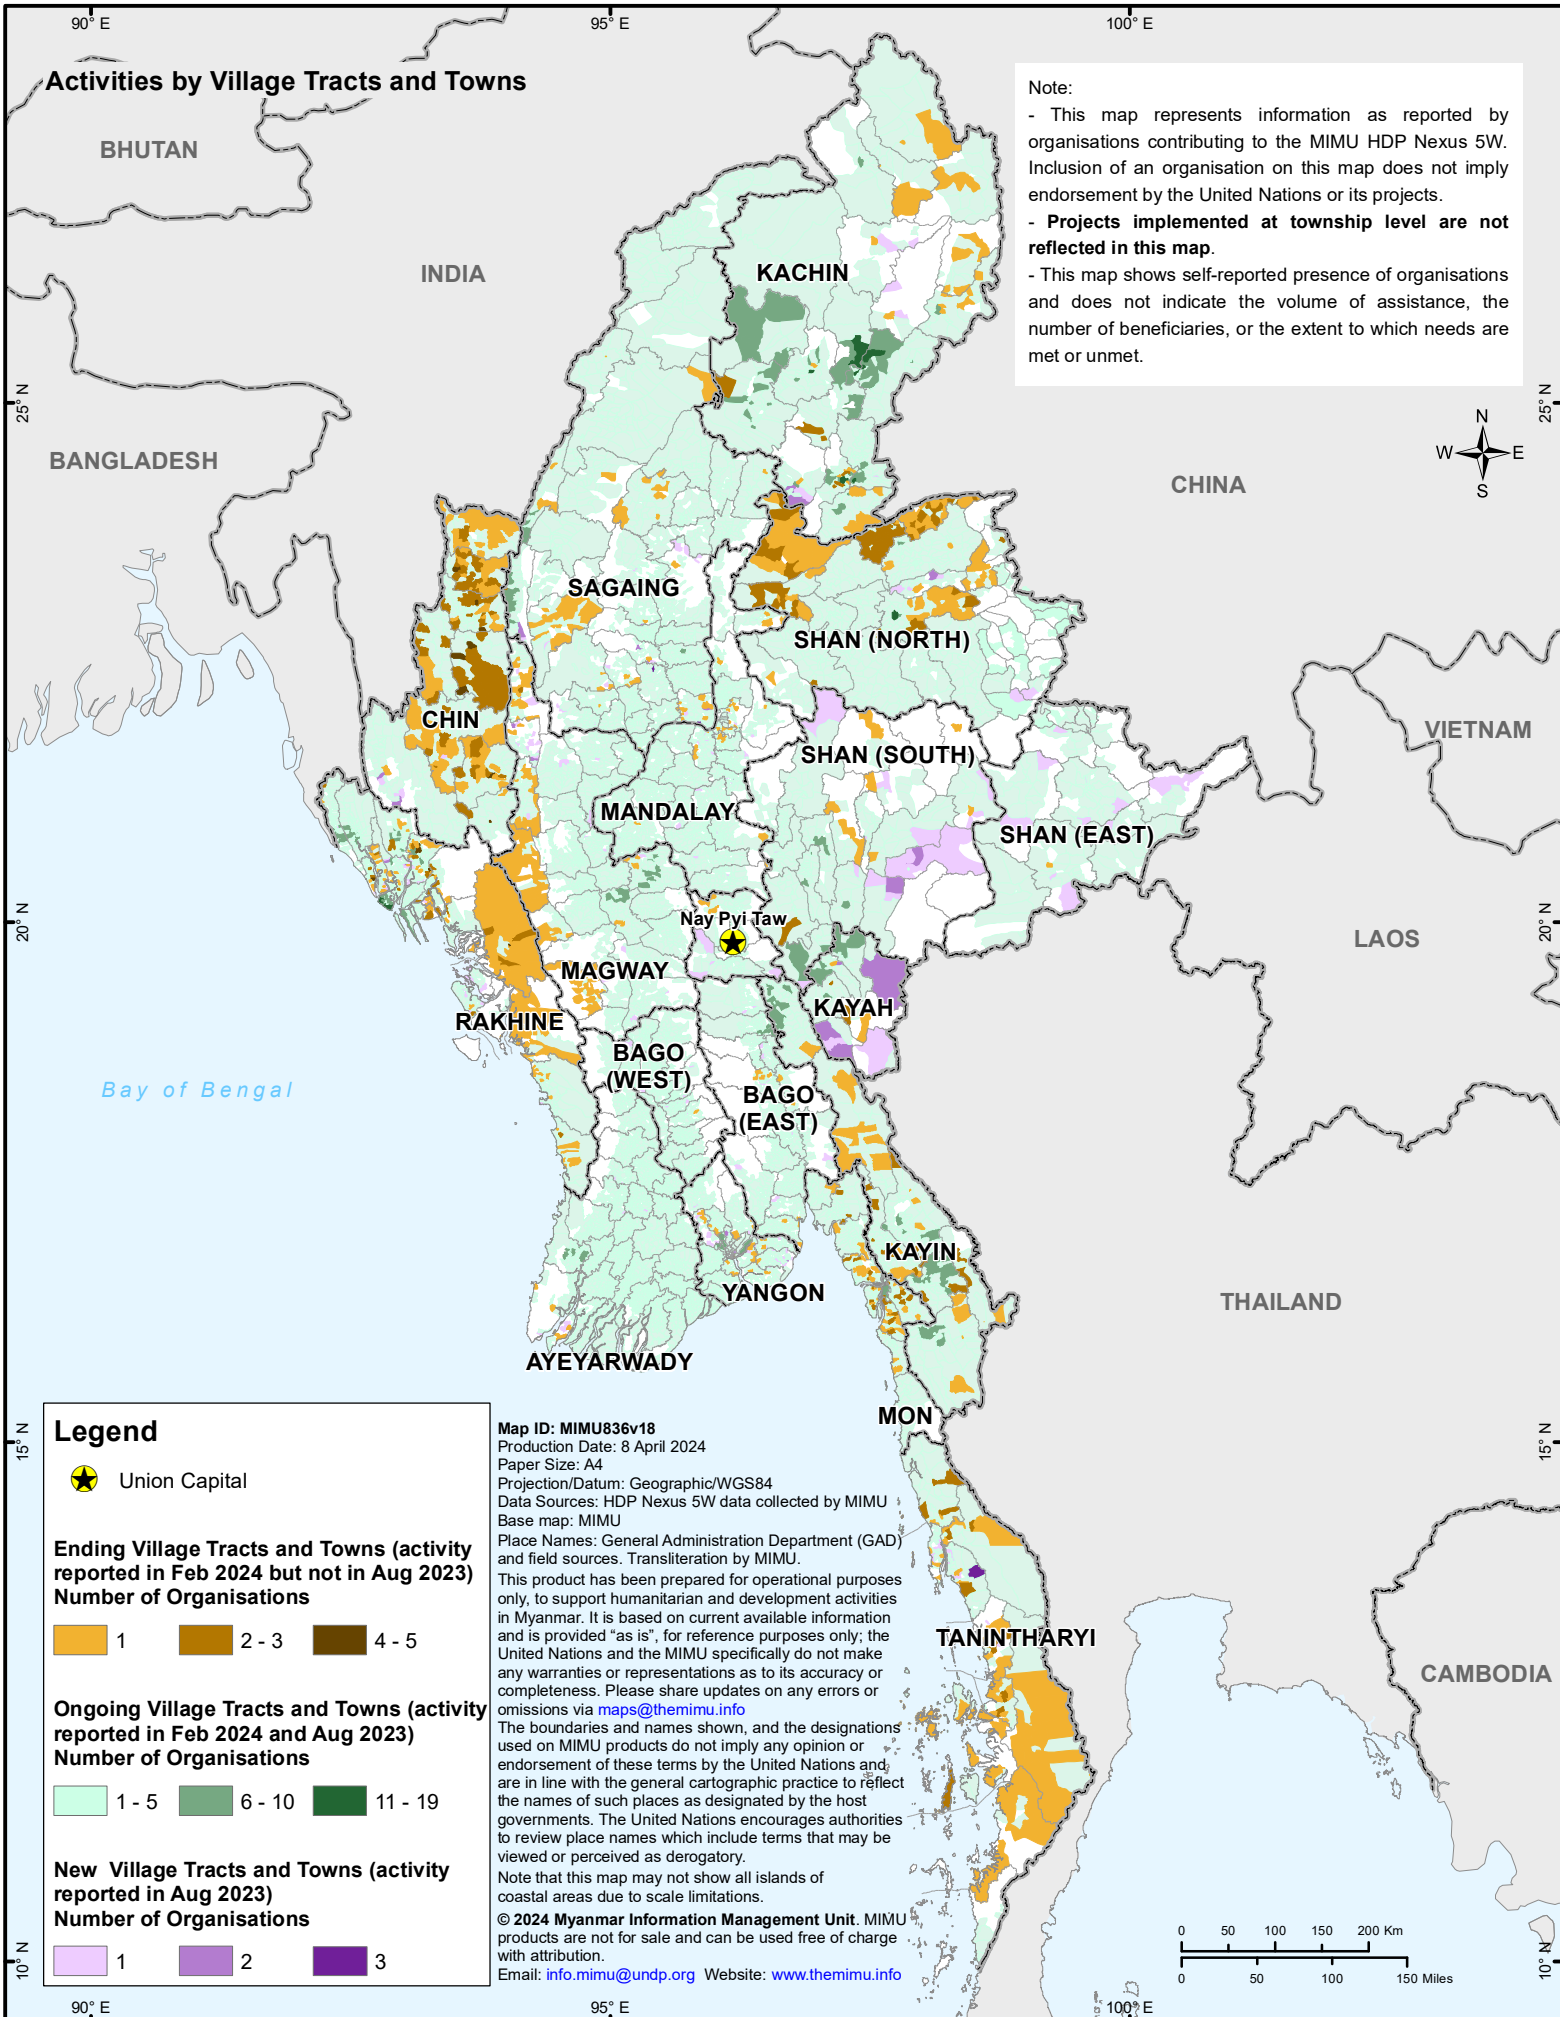 90° E
95° E
100° E
Activities by Village Tracts and Towns
Note:
- This map represents information as reported by
organisations contributing to the MIMU HDP Nexus 5W.
Inclusion of an organisation on this map does not imply
endorsement by the United Nations or its projects.
- Projects implemented at township level are not
reflected in this map.
- This map shows self-reported presence of organisations
and does not indicate the volume of assistance, the
number of beneficiaries, or the extent to which needs are
met or unmet.
BHUTAN
INDIA
KACHIN
25° N
25° N
N
W
E
S
BANGLADESH
CHINA
SAGAING
SHAN (NORTH)
CHIN
VIETNAM
SHAN (SOUTH)
MANDALAY
SHAN (EAST)
20° N
20° N
Nay Pyi Taw
LAOS
MAGWAY
KAYAH
RAKHINE
BAGO
(WEST)
Bay of Bengal
BAGO
(EAST)
KAYIN
YANGON
THAILAND
AYEYARWADY
MON
15° N
15° N
TANINTHARYI
CAMBODIA
Legend
Union Capital
Ending Village Tracts and Towns (activity
reported in Feb 2024 but not in Aug 2023)
Number of Organisations
1
2 - 3
4 - 5
Ongoing Village Tracts and Towns (activity
reported in Feb 2024 and Aug 2023)
Number of Organisations
1 - 5
6 - 10
11 - 19
New Village Tracts and Towns (activity
reported in Aug 2023)
Number of Organisations
1
2
3
Map ID: MIMU836v18
Production Date: 8 April 2024
Paper Size: A4
Projection/Datum: Geographic/WGS84
Data Sources: HDP Nexus 5W data collected by MIMU
Base map: MIMU
Place Names: General Administration Department (GAD)
and field sources. Transliteration by MIMU.
This product has been prepared for operational purposes
only, to support humanitarian and development activities
in Myanmar. It is based on current available information
and is provided “as is”, for reference purposes only; the
United Nations and the MIMU specifically do not make
any warranties or representations as to its accuracy or
completeness. Please share updates on any errors or
omissions via maps@themimu.info
The boundaries and names shown, and the designations
used on MIMU products do not imply any opinion or
endorsement of these terms by the United Nations and
are in line with the general cartographic practice to reflect
the names of such places as designated by the host
governments. The United Nations encourages authorities
to review place names which include terms that may be
viewed or perceived as derogatory.
Note that this map may not show all islands of
coastal areas due to scale limitations.
© 2024 Myanmar Information Management Unit. MIMU
products are not for sale and can be used free of charge
with attribution.
Email: info.mimu@undp.org Website: www.themimu.info
0 50 100 150 200 Km
0 50 100 150 Miles
10° N
10° N
90° E
95° E
100° E